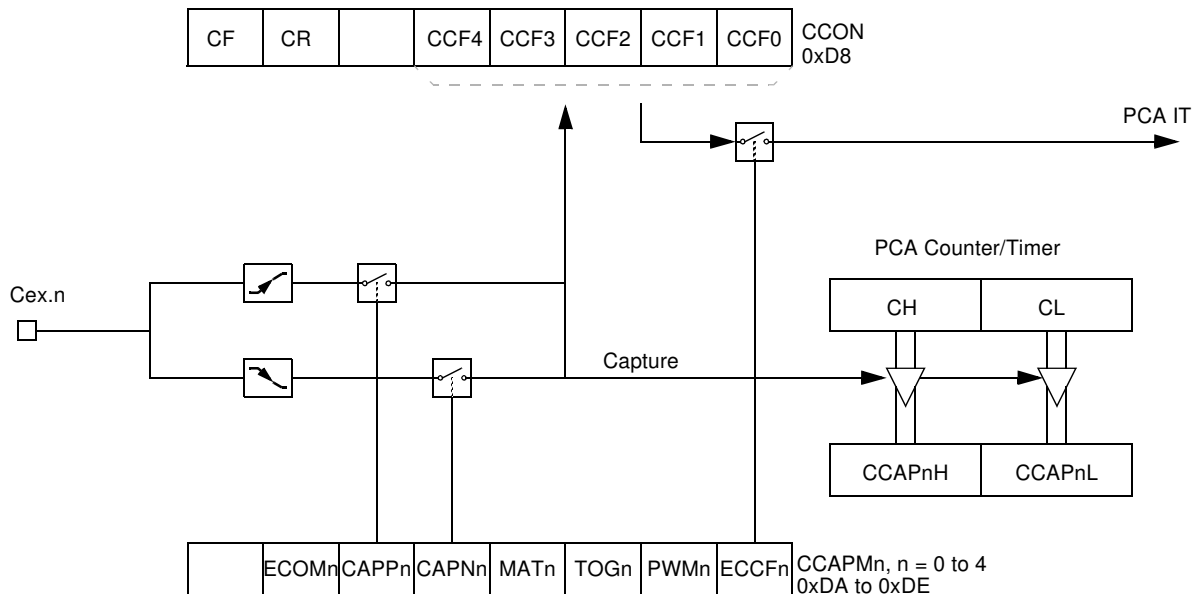 CF CR CCF4 CCF3 CCF2 CCF1 CCF0 CCON
0xD8
PCA IT
PCA Counter/Timer
Cex.n
CH CL
Capture
CCAPnH CCAPnL
ECOMn CAPPn CAPNn MATn TOGn PWMn ECCFn CCAPMn, n = 0 to 4
0xDA to 0xDE